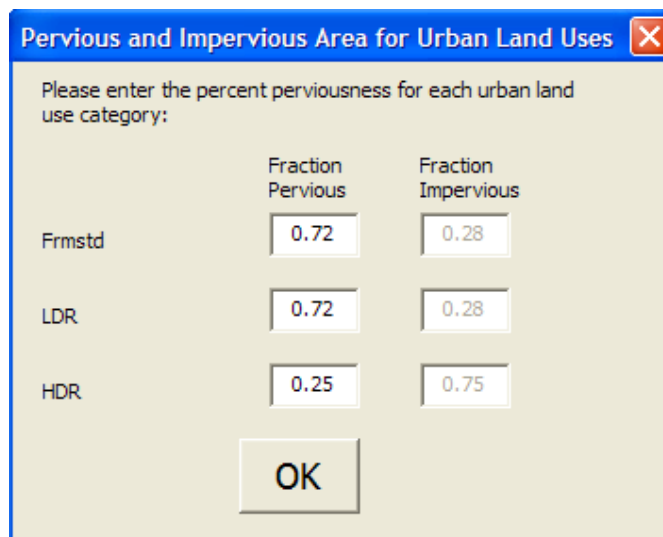 Pervious and Impervious Area for Urban Land Uses
Please enter the percent perviousness for each urban land
use category:
Fraction Pervious
Fraction Impervious
Frmstd 0.72 0.28
LDR 0.72 0.28
HDR 0.25 0.75
OK